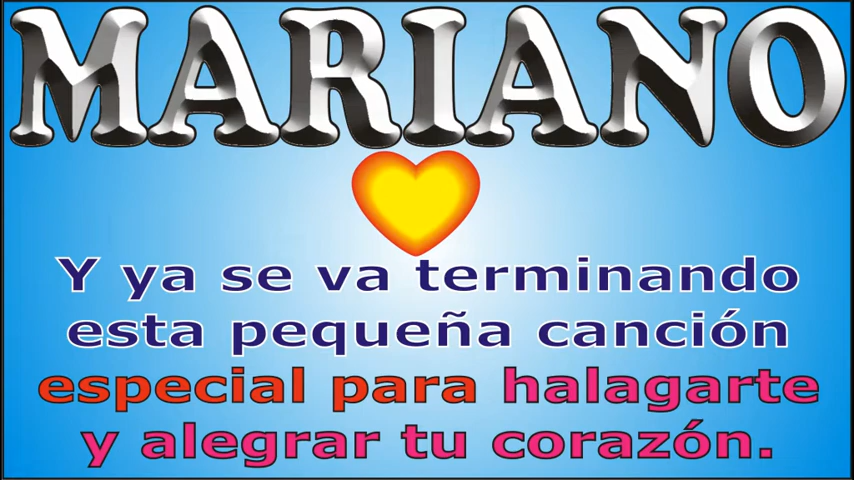 MARIANO
Y ya se va terminando
esta pequeña canción
especial para halagarte
y alegrar tu corazón.